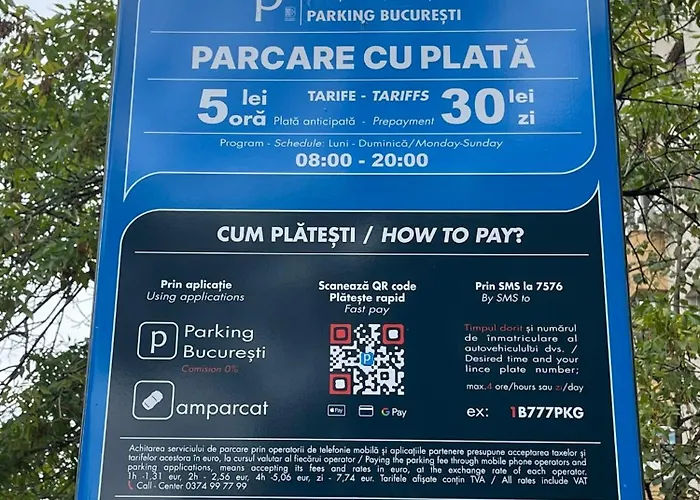 P
PARKING BUCUREȘTI
PARCARE CU PLATĂ
5 lei oră TARIFE - TARIFFS 30 lei zi
Plată anticipată - Prepayment
Program - Schedule: Luni - Duminică/Monday-Sunday
08:00 - 20:00
CUM PLĂTEȘTI / HOW TO PAY?
Prin aplicație
Using applications
P Parking
București
Comision 0%
amparcat
Scanează QR code
Plătește rapid
Fast pay
P
Pay G Pay
Prin SMS la 7576
By SMS to
Timpul dorit și numărul
de înmatriculare al
autovehiculului dvs. /
Desired time and your
lince plate number;
max.4 ore/hours sau zi/day
ex: 1B777PKG
Achitarea serviciului de parcare prin operatorii de telefonie mobilă și aplicațiile partenere presupune acceptarea taxelor și
tarifelor acestora în euro, la cursul valutar al fiecărui operator / Paying the parking fee through mobile phone operators and
parking applications, means accepting its fees and rates in euro, at the exchange rate of each operator.
1h -1,31 eur, 2h - 2,56 eur, 4h -5,06 eur, zi - 7,74 eur. Tarifele afișate conțin TVA / All rates include VAT
Call - Center 0374 99 77 99